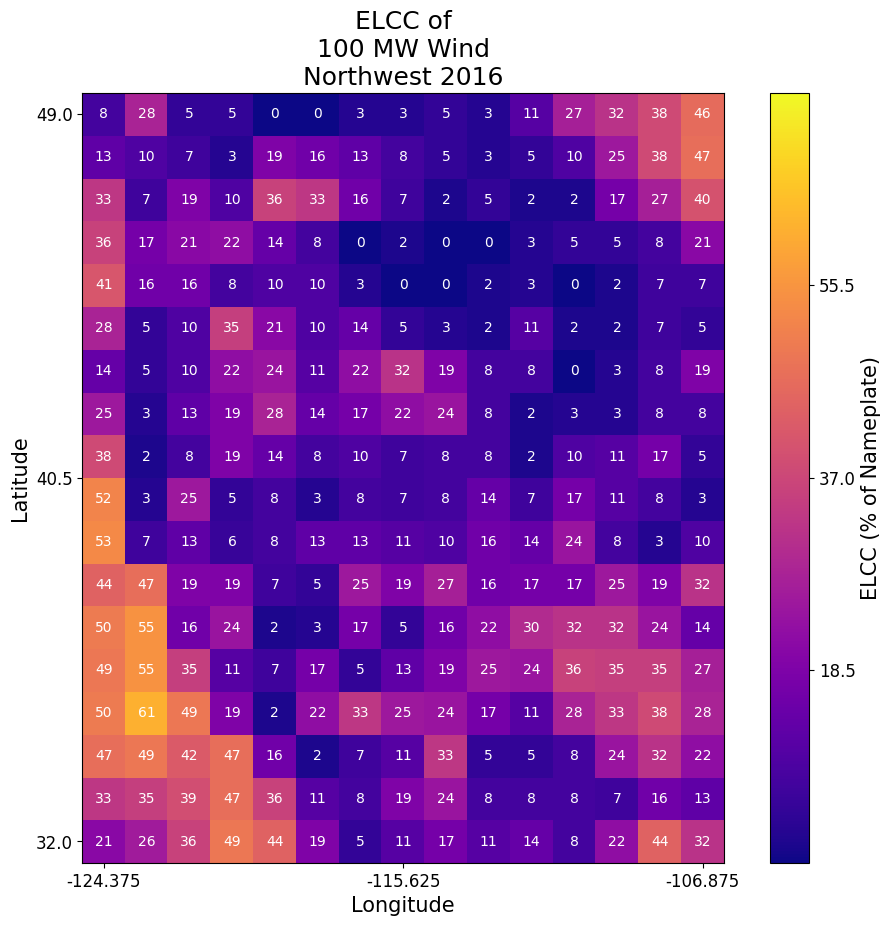 ELCC of
100 MW Wind
Northwest 2016
49.0
8 28 5 5 0 0 3 3 5 3 11 27 32 38 46
13 10 7 3 19 16 13 8 5 3 5 10 25 38 47
33 7 19 10 36 33 16 7 2 5 2 2 17 27 40
36 17 21 22 14 8 0 2 0 0 3 5 5 8 21
41 16 16 8 10 10 3 0 0 2 3 0 2 7 7
28 5 10 35 21 10 14 5 3 2 11 2 2 7 5
14 5 10 22 24 11 22 32 19 8 8 0 3 8 19
25 3 13 19 28 14 17 22 24 8 2 3 3 8 8
38 2 8 19 14 8 10 7 8 8 2 10 11 17 5
40.5
52 3 25 5 8 3 8 7 8 14 7 17 11 8 3
53 7 13 6 8 13 13 11 10 16 14 24 8 3 10
44 47 19 19 7 5 25 19 27 16 17 17 25 19 32
50 55 16 24 2 3 17 5 16 22 30 32 32 24 14
49 55 35 11 7 17 5 13 19 25 24 36 35 35 27
50 61 49 19 2 22 33 25 24 17 11 28 33 38 28
47 49 42 47 16 2 7 11 33 5 5 8 24 32 22
33 35 39 47 36 11 8 19 24 8 8 8 7 16 13
32.0
21 26 36 49 44 19 5 11 17 11 14 8 22 44 32
-124.375 -115.625 -106.875
Longitude
Latitude
55.5
37.0
18.5
ELCC (% of Nameplate)